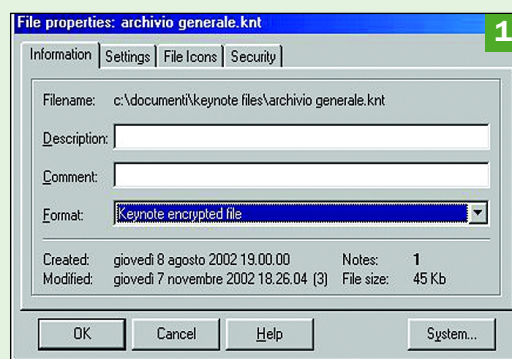 File properties: archivio generale.knt
1
Information Settings File Icons Security
Filename: c:\documenti\keynote files\archivio generale.knt
Description:
Comment:
Format: Keynote encrypted file
Created: giovedì 8 agosto 2002 19.00.00 Notes: 1
Modified: giovedì 7 novembre 2002 18.26.04 (3) File size: 45 Kb
OK Cancel Help System...